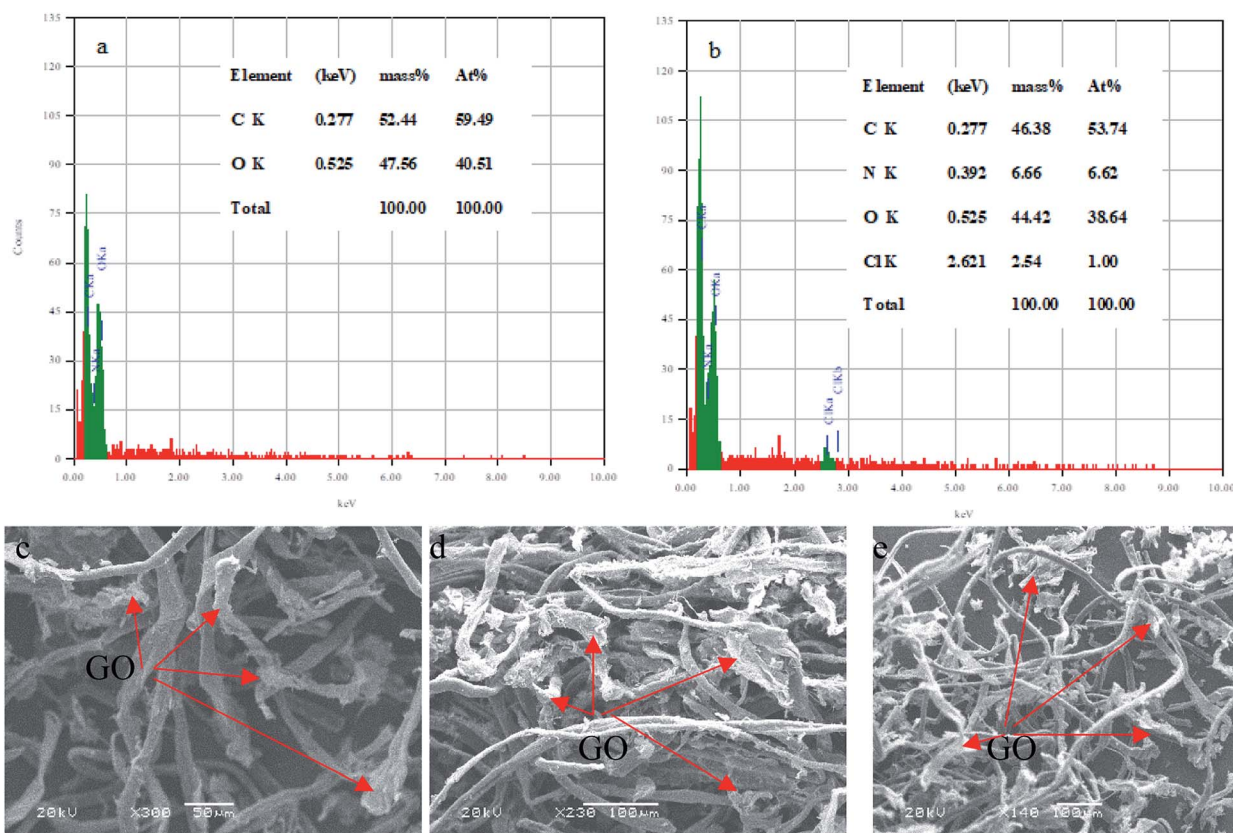 a
Element (keV) mass% At%
C K 0.277 52.44 59.49
O K 0.525 47.56 40.51
Total 100.00 100.00
135
120
105
90
75
60
45
30
15
0
Counts
CKa
NKa
OKa
0.00 1.00 2.00 3.00 4.00 5.00 6.00 7.00 8.00 9.00 10.00
keV
b
Element (keV) mass% At%
C K 0.277 46.38 53.74
N K 0.392 6.66 6.62
O K 0.525 44.42 38.64
Cl K 2.621 2.54 1.00
Total 100.00 100.00
135
120
105
90
75
60
45
30
15
0
CKa
NKa
OKa
ClKa
ClKb
0.00 1.00 2.00 3.00 4.00 5.00 6.00 7.00 8.00 9.00 10.00
keV
c
GO
20kV X300 50µm
d
GO
20kV X230 100µm
e
GO
20kV X140 100µm